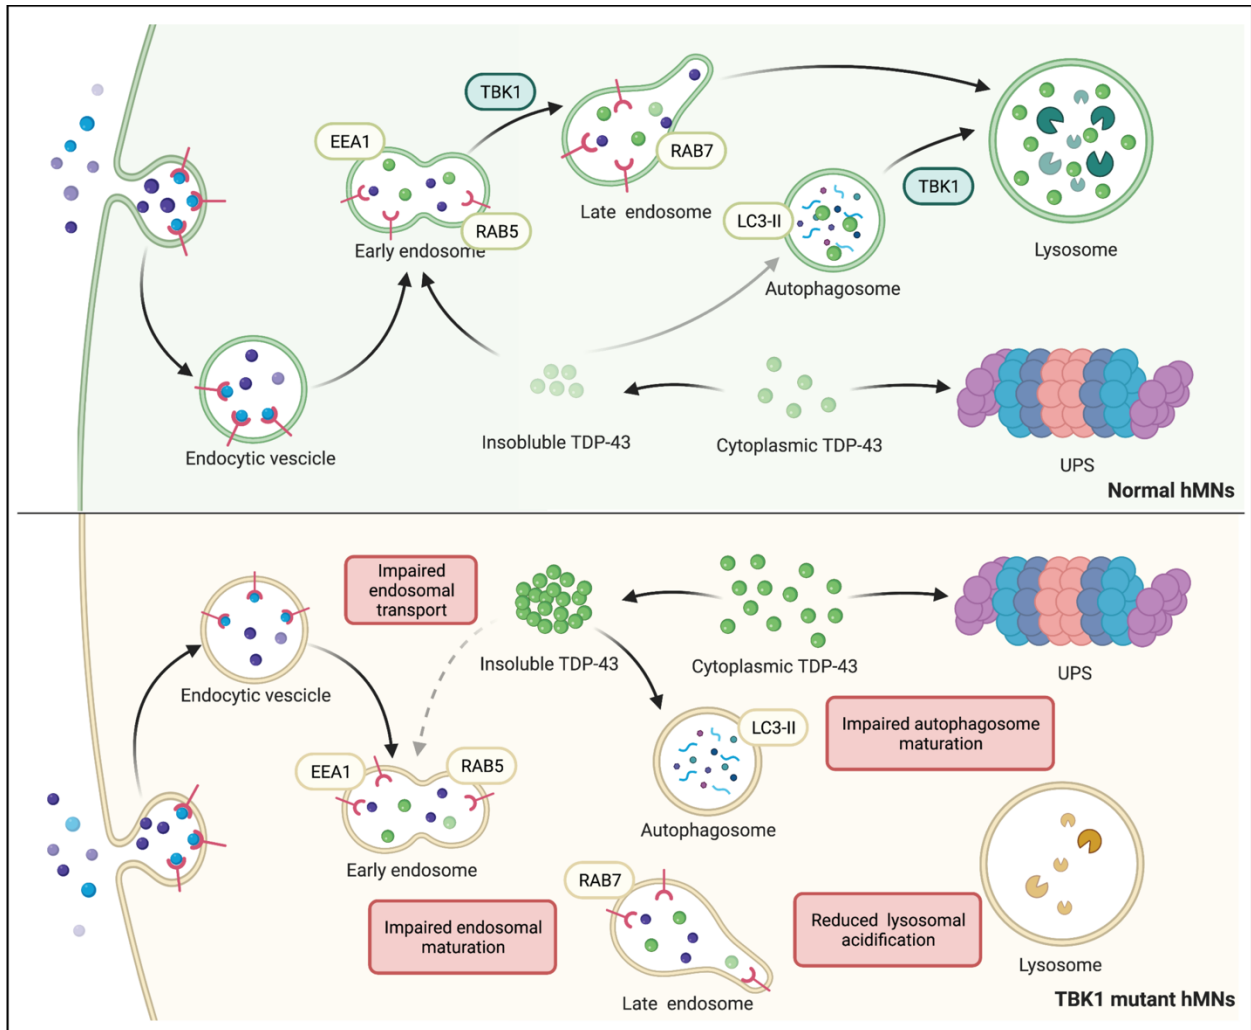 TBK1
EEA1
RAB7
RAB5
Late endosome
Early endosome
TBK1
LC3-II
Lysosome
Autophagosome
Insobluble TDP-43
Cytoplasmic TDP-43
Endocytic vescicle
UPS
Normal hMNs
Impaired
endosomal
transport
Insoluble TDP-43
Cytoplasmic TDP-43
UPS
Endocytic vescicle
LC3-II
Impaired autophagosome
maturation
EEA1
RAB5
Autophagosome
Early endosome
RAB7
Impaired endosomal
maturation
Reduced lysosomal
acidification
Lysosome
Late endosome
TBK1 mutant hMNs